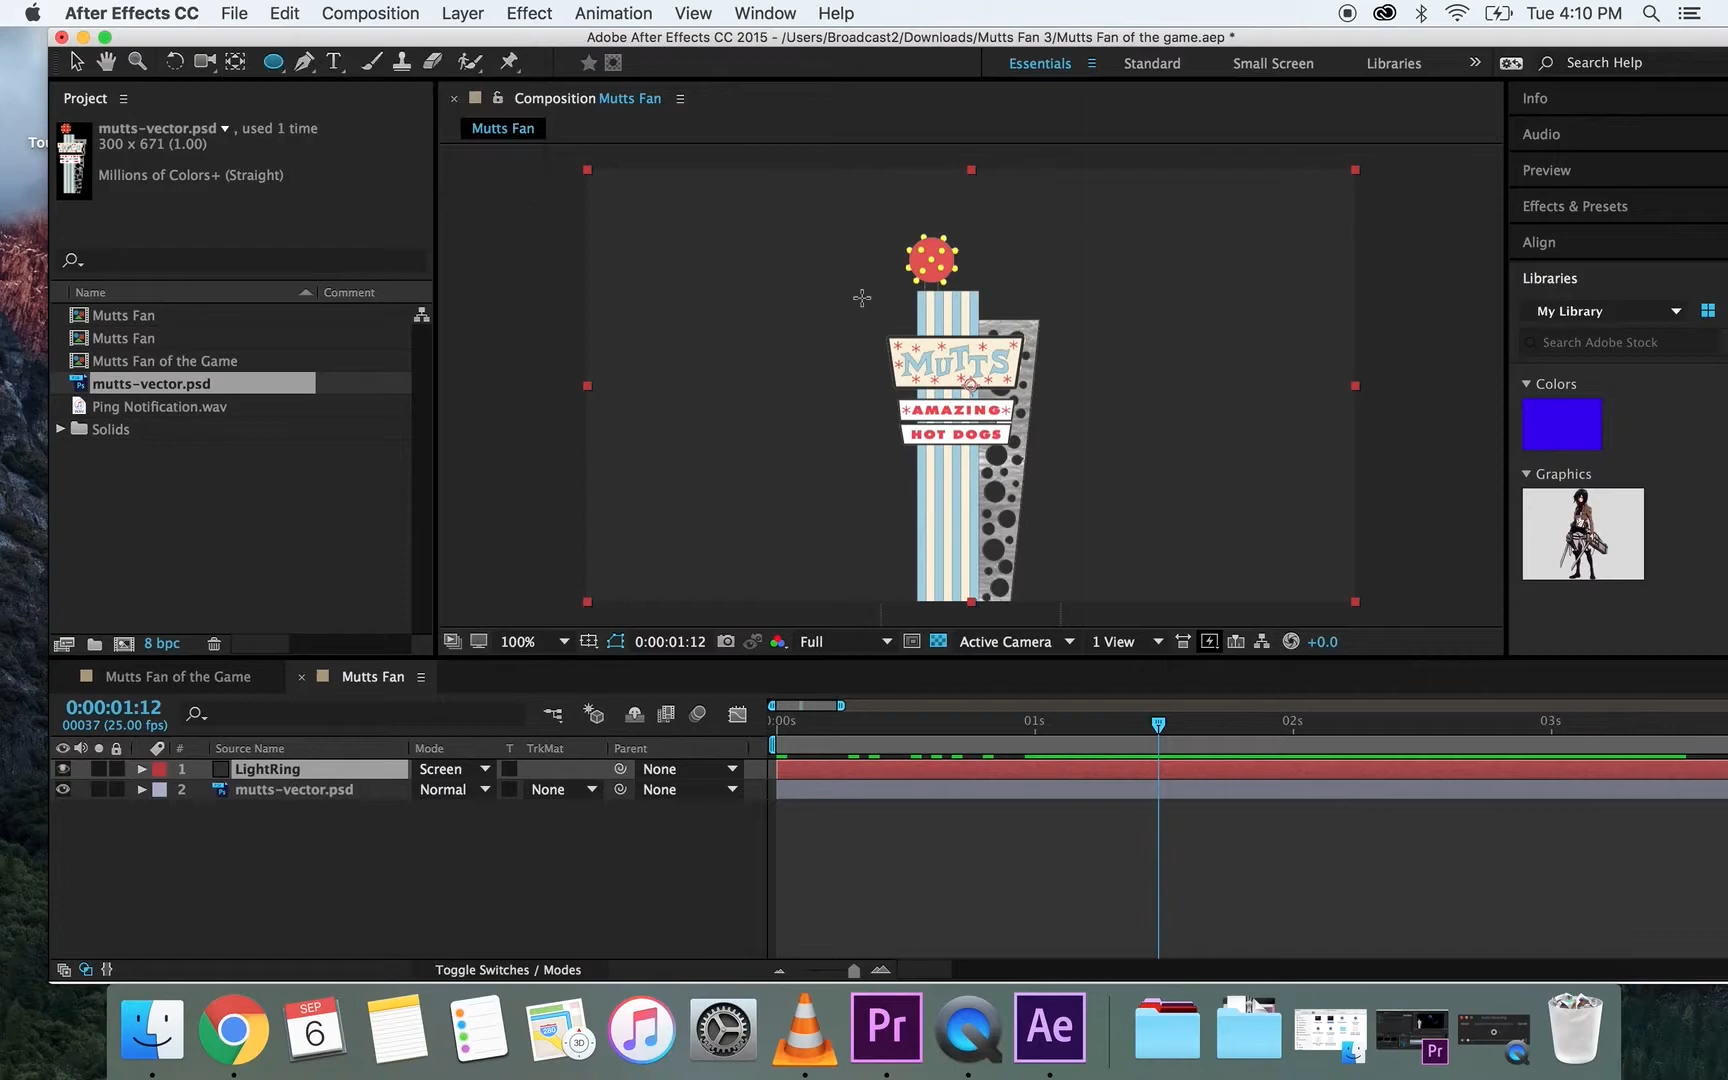 After Effects CC File Edit Composition Layer Effect Animation View Window Help Tue 4:10 PM
Adobe After Effects CC 2015 - /Users/Broadcast2/Downloads/Mutts Fan 3/Mutts Fan of the game.aep *
T Essentials Standard Small Screen Libraries Search Help
Project
mutts-vector.psd , used 1 time
300 x 671 (1.00)
Millions of Colors+ (Straight)
Name Comment
Mutts Fan
Mutts Fan
Mutts Fan of the Game
mutts-vector.psd
Ping Notification.wav
Solids
8 bpc
Composition Mutts Fan
Mutts Fan
MUTTS
*AMAZING*
HOT DOGS
100% 0:00:01:12 Full Active Camera 1 View +0.0
Info
Audio
Preview
Effects & Presets
Align
Libraries
My Library
Search Adobe Stock
Colors
Graphics
Mutts Fan of the Game Mutts Fan
0:00:01:12
00037 (25.00 fps)
:00s 01s 02s 03s
# Source Name Mode T TrkMat Parent
1 LightRing Screen None
2 mutts-vector.psd Normal None None
Toggle Switches / Modes
SEP
6
280
3D
Pr
Ae
Pr